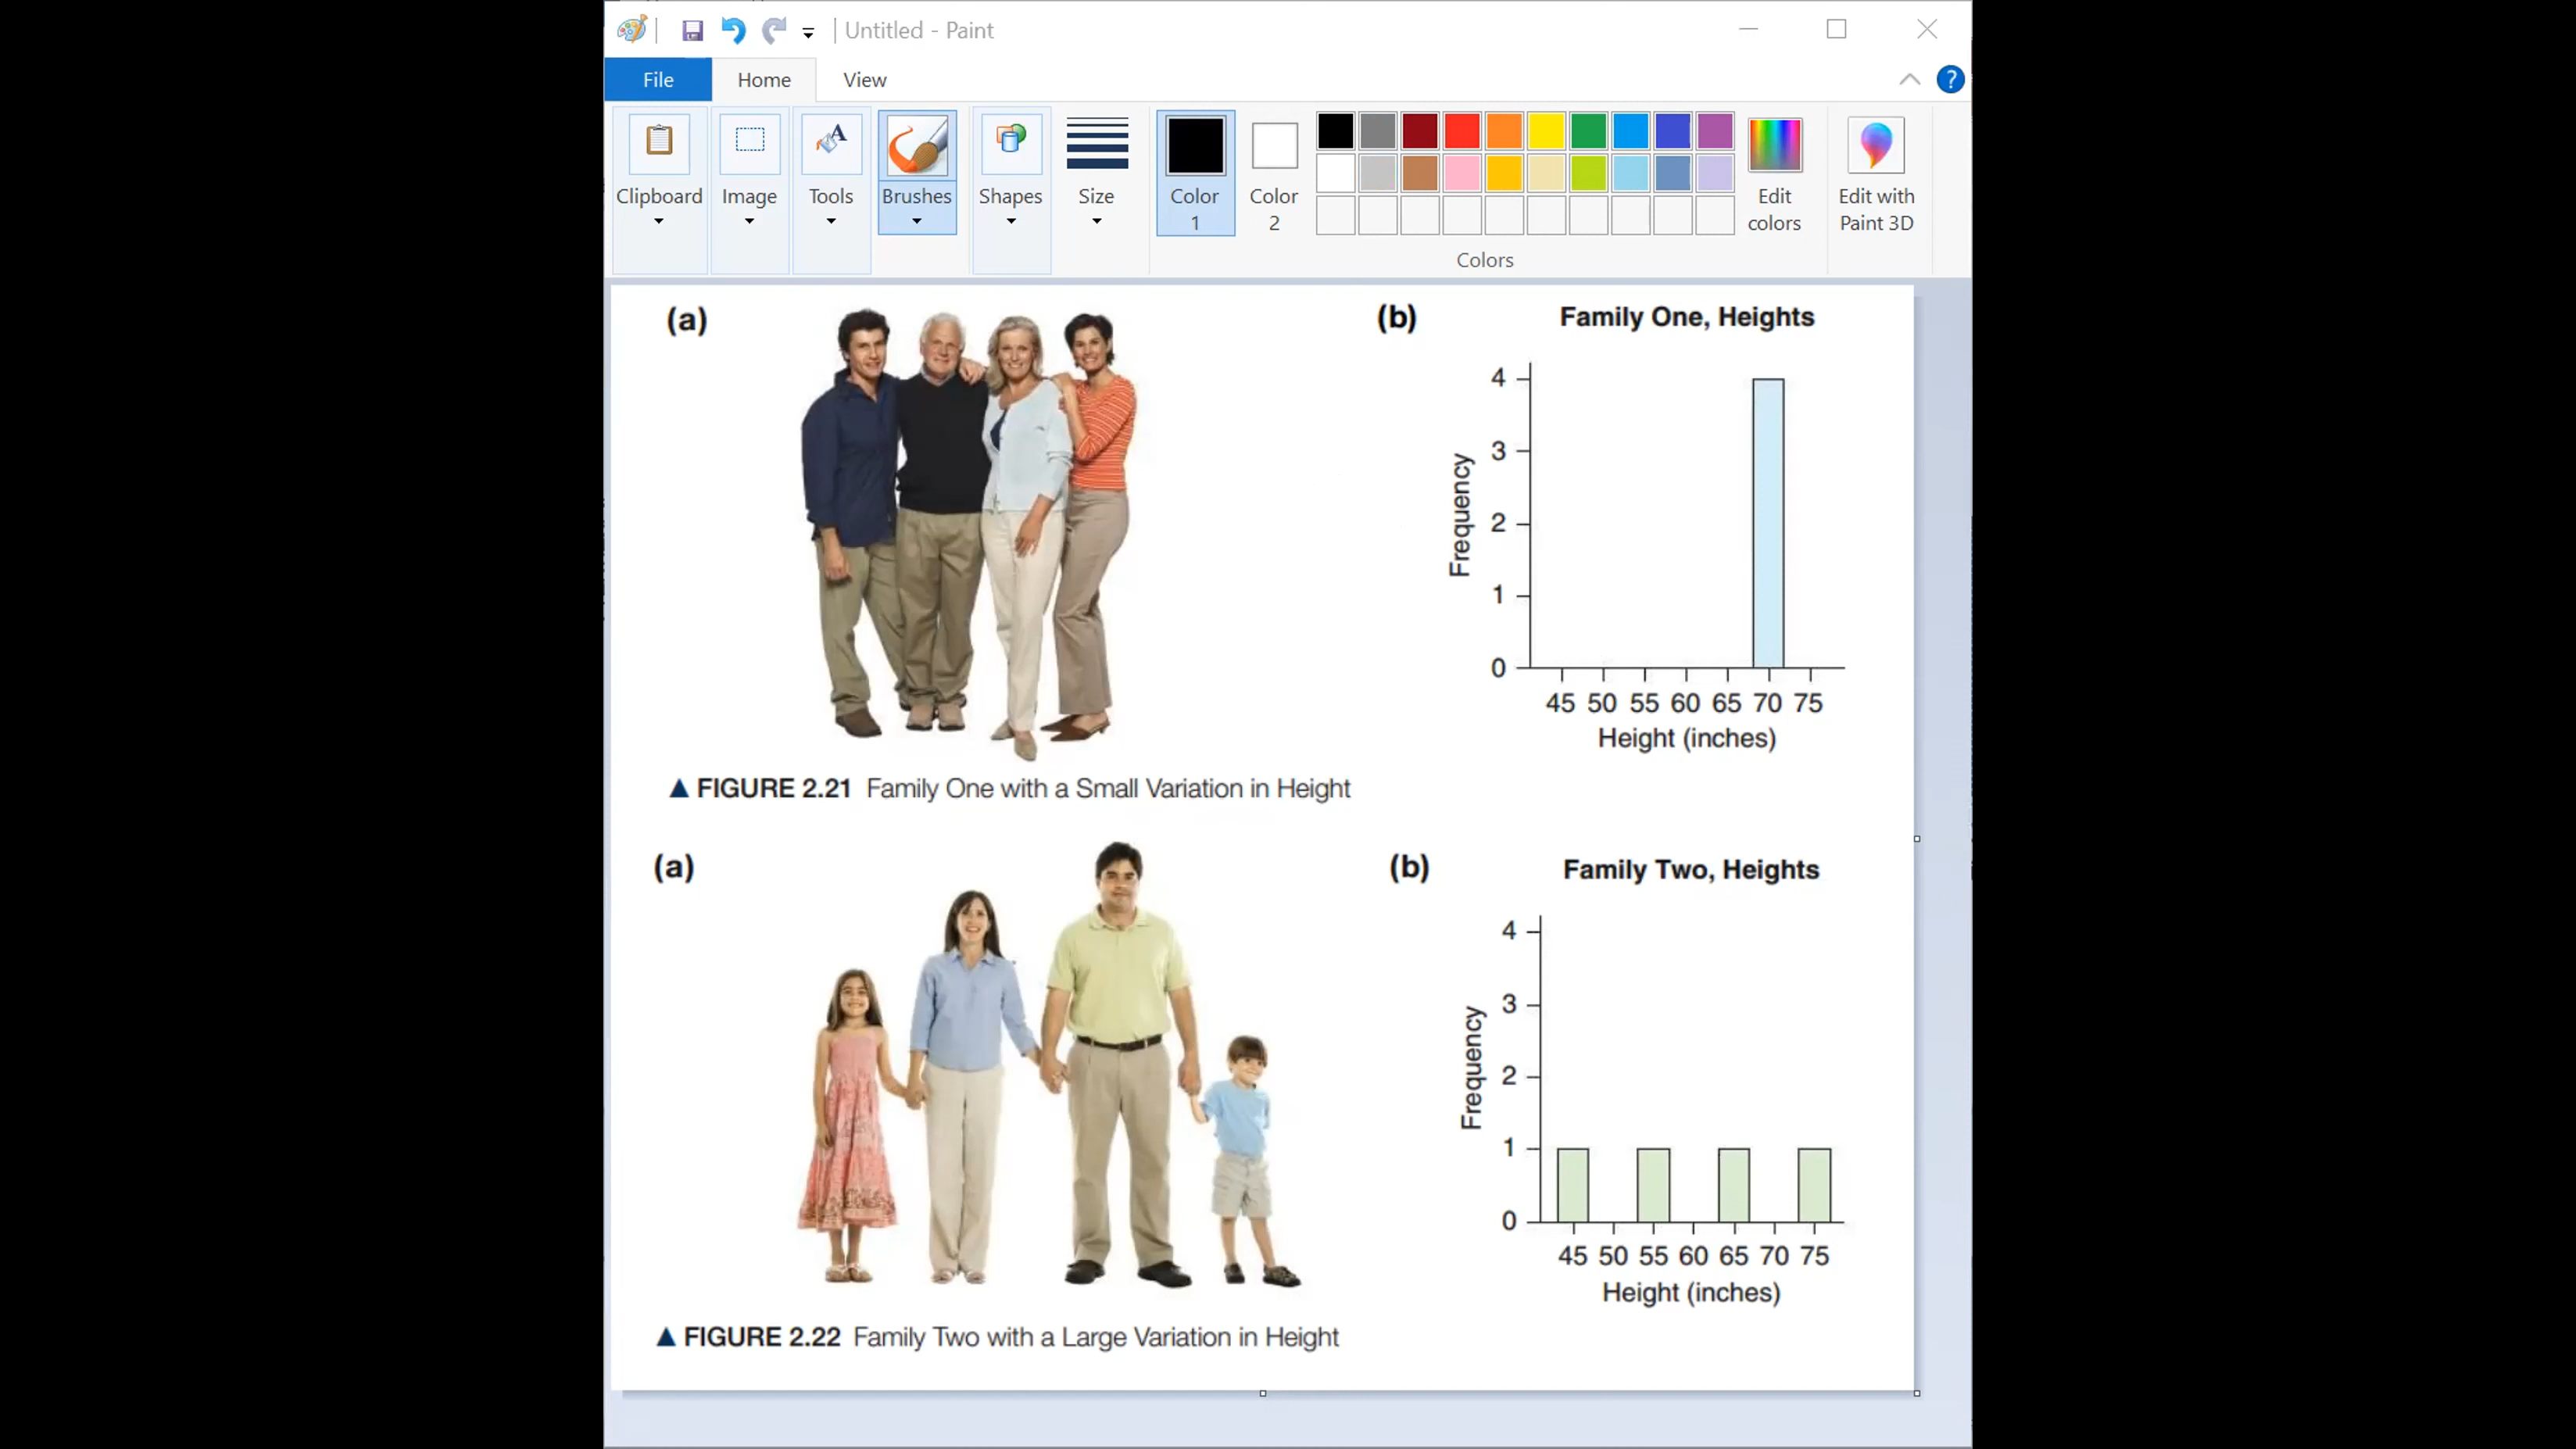 Untitled - Paint
File Home View
?
Clipboard Image Tools Brushes Shapes Size Color 1 Color 2 Edit colors Edit with Paint 3D
Colors
(a)
(b) Family One, Heights
4
3
2
1
0
Frequency
45 50 55 60 65 70 75
Height (inches)
▲ FIGURE 2.21 Family One with a Small Variation in Height
(a)
(b) Family Two, Heights
4
3
2
1
0
Frequency
45 50 55 60 65 70 75
Height (inches)
▲ FIGURE 2.22 Family Two with a Large Variation in Height